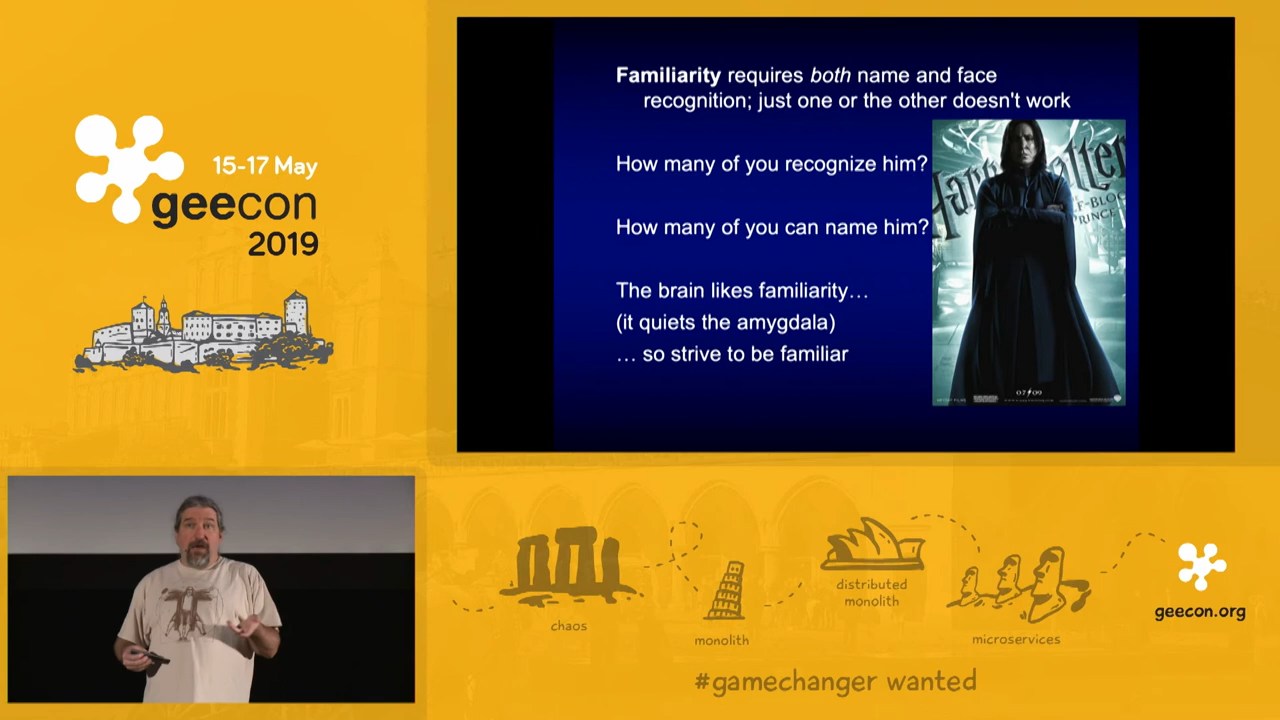 15-17 May
geecon
2019
Familiarity requires both name and face
recognition; just one or the other doesn't work
How many of you recognize him?
How many of you can name him?
The brain likes familiarity…
(it quiets the amygdala)
… so strive to be familiar
Harry Potter
F-BLO
PRINCE
07 09
chaos
monolith
distributed
monolith
microservices
geecon.org
#gamechanger wanted